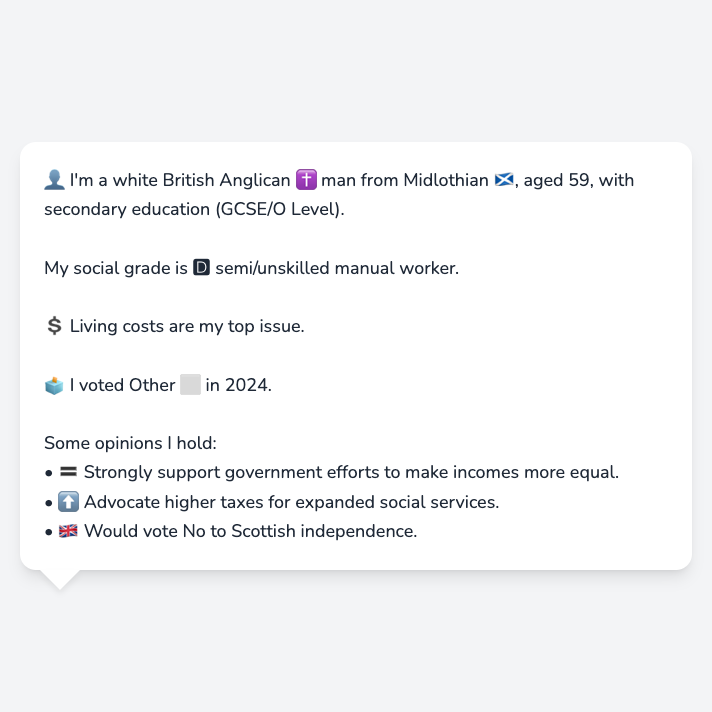 👤 I'm a white British Anglican ✝️ man from Midlothian 🏴󠁧󠁢󠁳󠁣󠁴󠁿, aged 59, with
secondary education (GCSE/O Level).
My social grade is 🅳 semi/unskilled manual worker.
💲 Living costs are my top issue.
🗳️ I voted Other ⬜ in 2024.
Some opinions I hold:
• 🟰 Strongly support government efforts to make incomes more equal.
• ⬆️ Advocate higher taxes for expanded social services.
• 🇬🇧 Would vote No to Scottish independence.